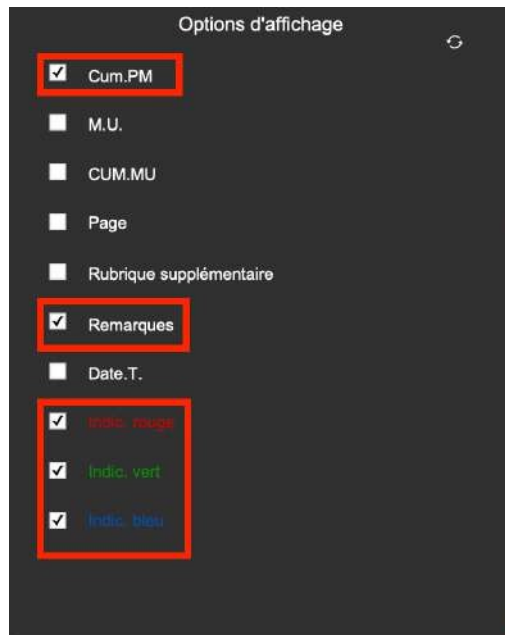 Options d'affichage
Cum.PM
M.U.
CUM.MU
Page
Rubrique supplémentaire
Remarques
Date.T.
Indic. rouge
Indic. vert
Indic. bleu